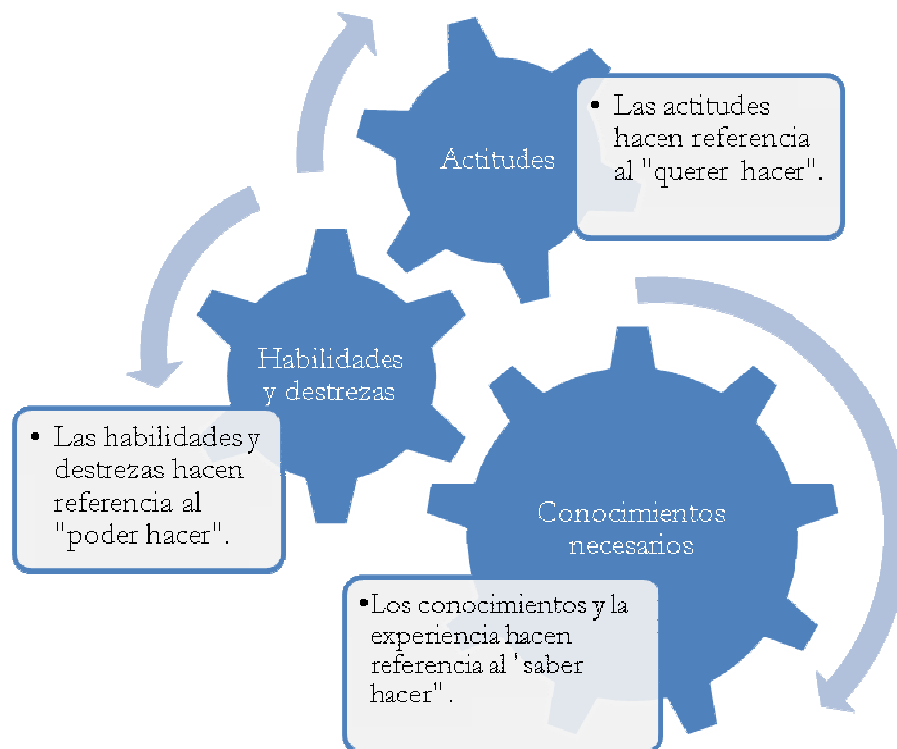 Actitudes
• Las actitudes
hacen referencia
al "querer hacer".
Habilidades
y destrezas
• Las habilidades y
destrezas hacen
referencia al
"poder hacer".
Conocimientos
necesarios
•Los conocimientos y la
experiencia hacen
referencia al 'saber
hacer".